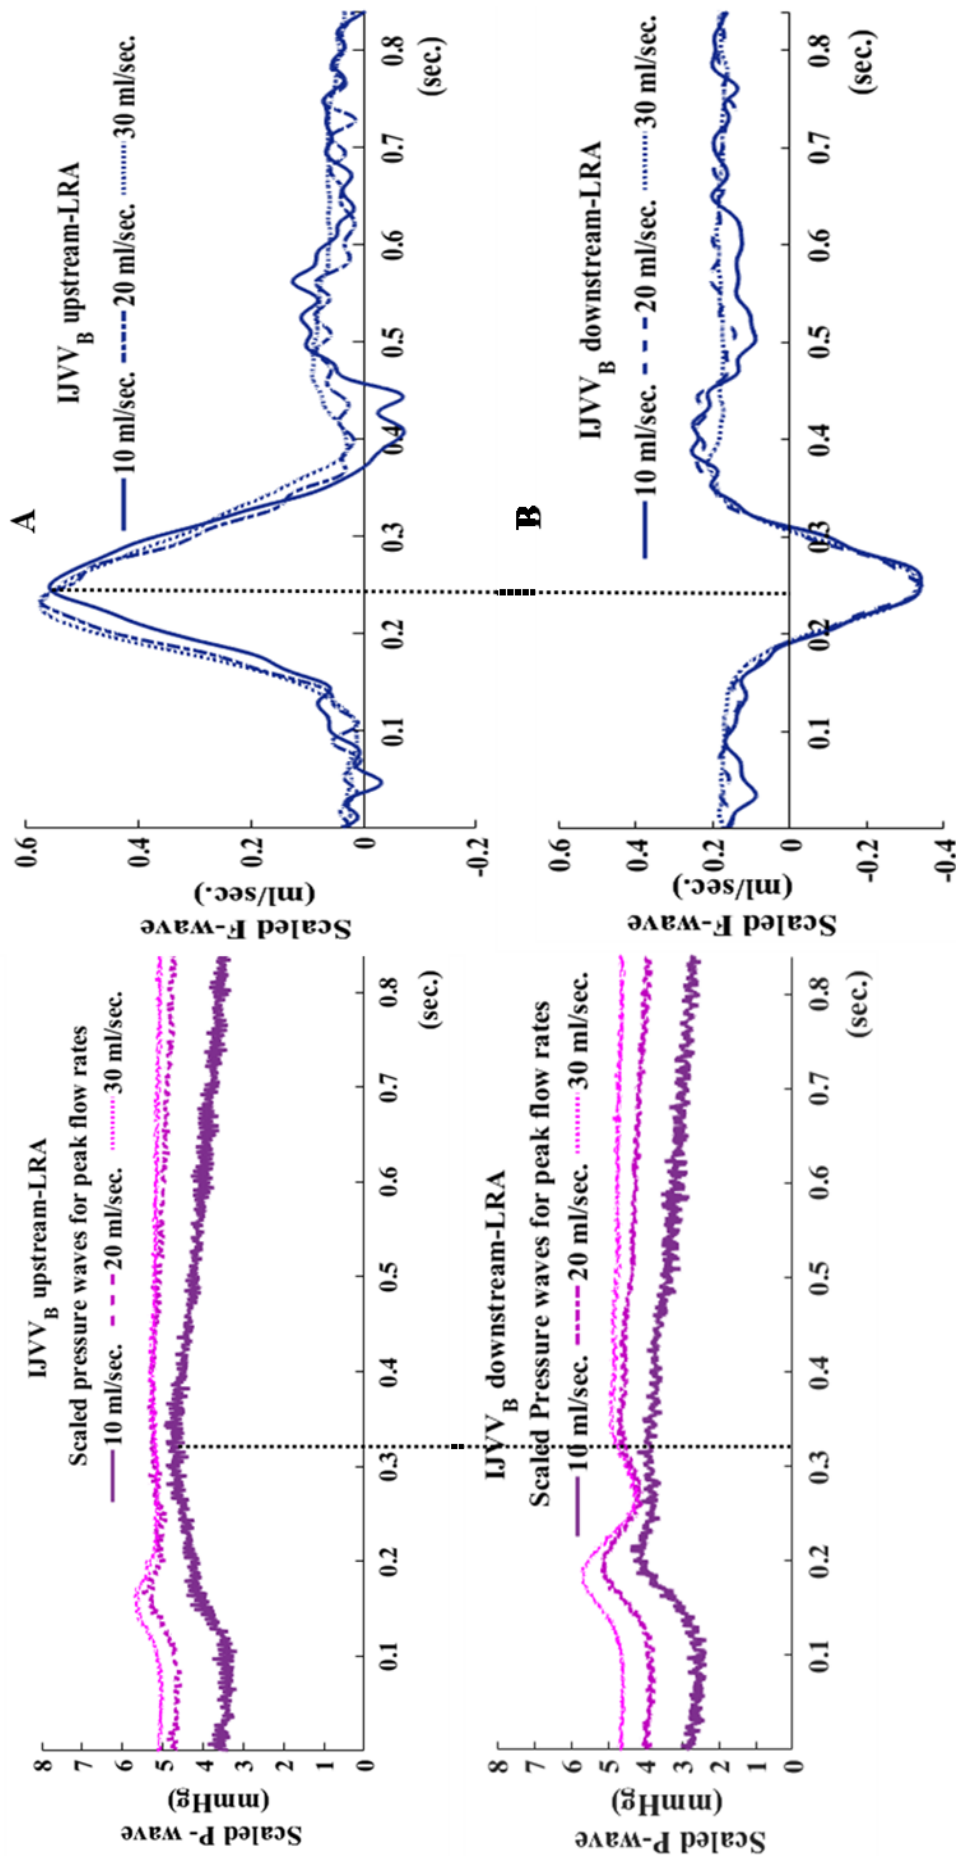 IJVV_B upstream-LRA
Scaled pressure waves for peak flow rates
10 ml/sec. 20 ml/sec. 30 ml/sec.
Scaled P - wave
(mmHg)
8
7
6
5
4
3
2
1
0
0.1 0.2 0.3 0.4 0.5 0.6 0.7 0.8
(sec.)
A
IJVV_B upstream-LRA
10 ml/sec. 20 ml/sec. 30 ml/sec.
Scaled F-wave
(ml/sec.)
0.6
0.4
0.2
0
-0.2
0.1 0.2 0.3 0.4 0.5 0.6 0.7 0.8
(sec.)
IJVV_B downstream-LRA
Scaled Pressure waves for peak flow rates
10 ml/sec. 20 ml/sec. 30 ml/sec.
Scaled P-wave
(mmHg)
8
7
6
5
4
3
2
1
0
0.1 0.2 0.3 0.4 0.5 0.6 0.7 0.8
(sec.)
B
IJVV_B downstream-LRA
10 ml/sec. 20 ml/sec. 30 ml/sec.
Scaled F-wave
(ml/sec.)
0.6
0.4
0.2
0
-0.2
-0.4
0.1 0.2 0.3 0.4 0.5 0.6 0.7 0.8
(sec.)